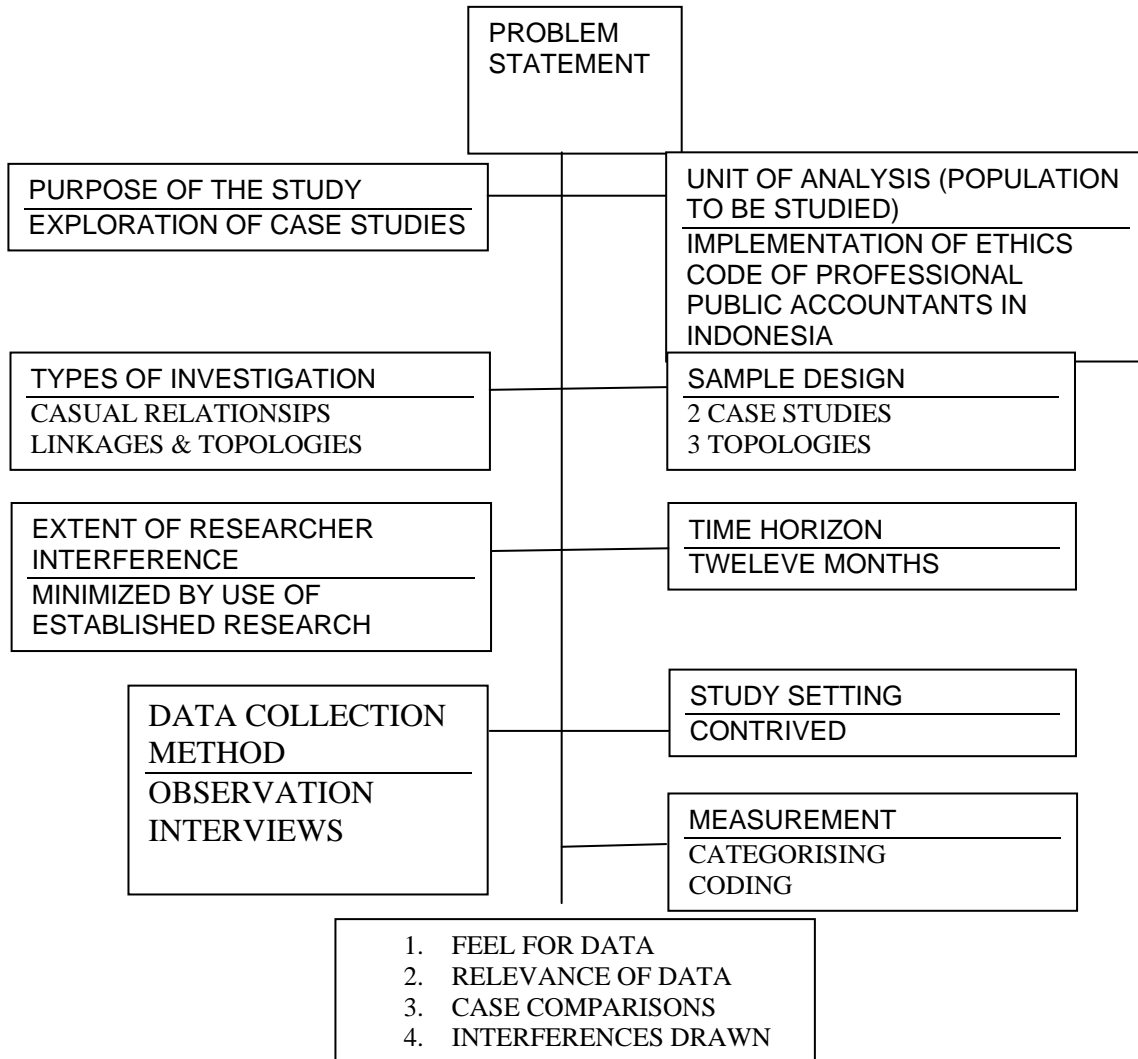 PROBLEM
STATEMENT
PURPOSE OF THE STUDY
EXPLORATION OF CASE STUDIES
UNIT OF ANALYSIS (POPULATION
TO BE STUDIED)
IMPLEMENTATION OF ETHICS
CODE OF PROFESSIONAL
PUBLIC ACCOUNTANTS IN
INDONESIA
TYPES OF INVESTIGATION
CASUAL RELATIONSIPS
LINKAGES & TOPOLOGIES
SAMPLE DESIGN
2 CASE STUDIES
3 TOPOLOGIES
EXTENT OF RESEARCHER
INTERFERENCE
MINIMIZED BY USE OF
ESTABLISHED RESEARCH
TIME HORIZON
TWELEVE MONTHS
DATA COLLECTION
METHOD
OBSERVATION
INTERVIEWS
STUDY SETTING
CONTRIVED
MEASUREMENT
CATEGORISING
CODING
1. FEEL FOR DATA
2. RELEVANCE OF DATA
3. CASE COMPARISONS
4. INTERFERENCES DRAWN